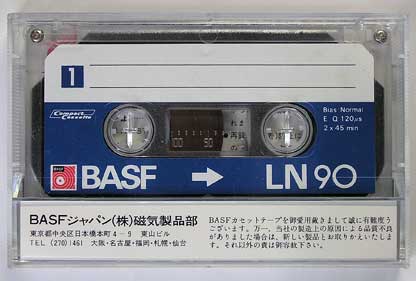 1
Compact
Cassette
Bias Normal
E Q 120μs
2 x 45 min
100 50
BASF
BASF → LN 90
BASFジャパン(株)磁気製品部
東京都中央区日本橋本町4-9 東山ビル
TEL (270)1461 大阪・名古屋・福岡・札幌・仙台
BASFカセットテープを御愛用戴きまして誠に有難うございます。万一、当社の製造上の原因による品質不良がありました場合は、新しい製品とお取りかえいたします。それ以外の責は御容赦下さい。